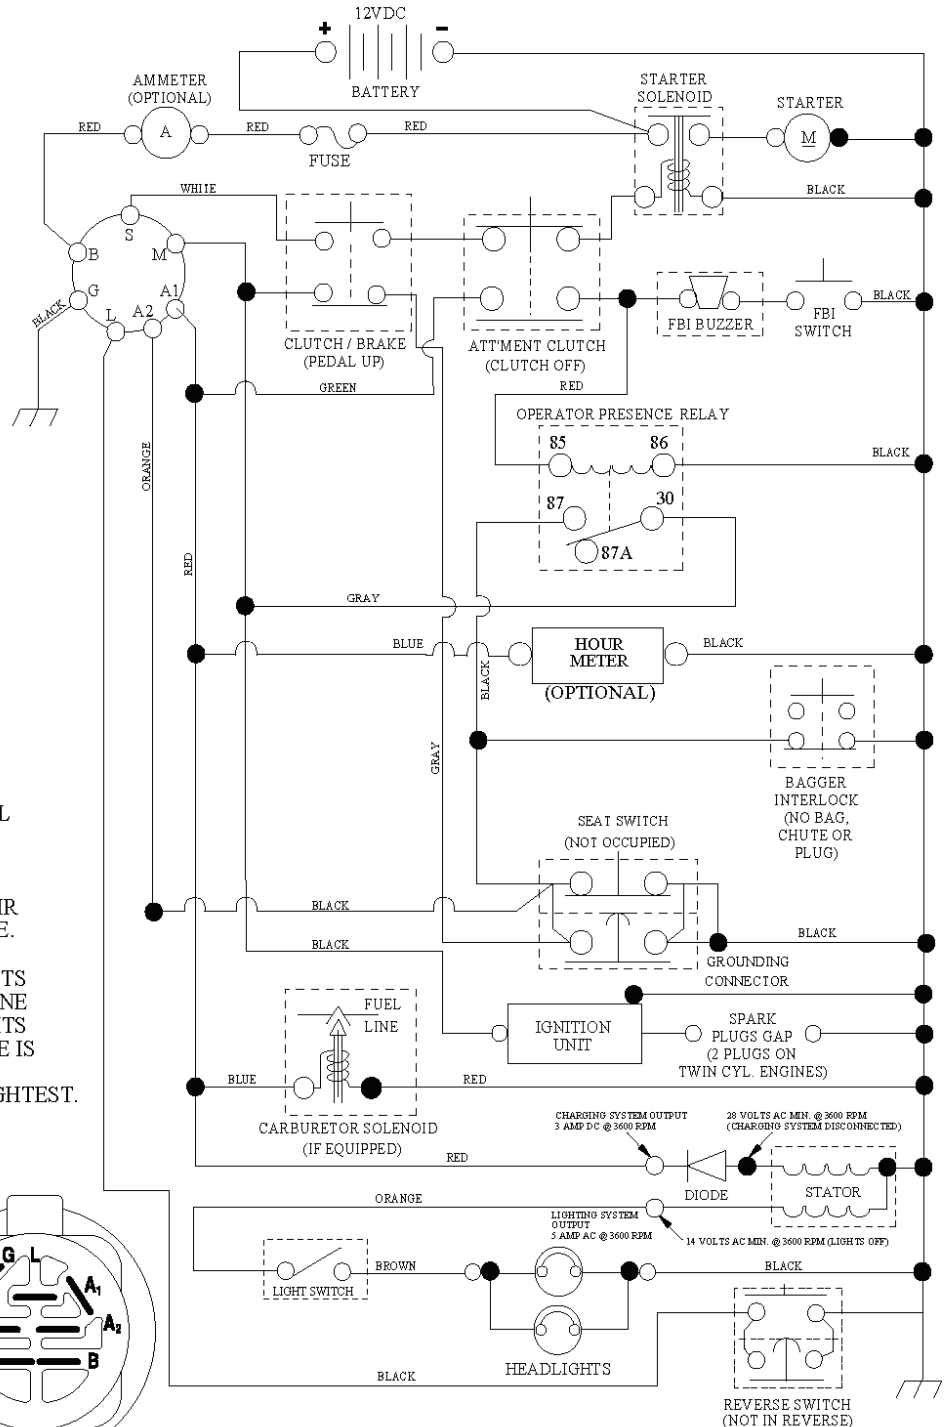 12VDC
+
-
BATTERY
AMMETER
(OPTIONAL)
A
RED
RED
RED
FUSE
STARTER
SOLENOID
STARTER
M
BLACK
WHITE
S
B
M
G
A1
L
A2
BLACK
CLUTCH / BRAKE
(PEDAL UP)
ATT'MENT CLUTCH
(CLUTCH OFF)
FBI BUZZER
FBI
SWITCH
BLACK
GREEN
RED
OPERATOR PRESENCE RELAY
85
86
BLACK
87
30
87A
ORANGE
RED
GRAY
BLUE
HOUR
METER
(OPTIONAL)
BLACK
BLACK
GRAY
BAGGER
INTERLOCK
(NO BAG,
CHUTE OR
PLUG)
SEAT SWITCH
(NOT OCCUPIED)
L
IR
E.
TS
NE
ITS
E IS
GHTEST.
BLACK
BLACK
BLACK
GROUNDING
CONNECTOR
FUEL
LINE
IGNITION
UNIT
SPARK
PLUGS GAP
(2 PLUGS ON
TWIN CYL. ENGINES)
BLUE
RED
CARBURETOR SOLENOID
(IF EQUIPPED)
CHARGING SYSTEM OUTPUT
3 AMP DC @ 3600 RPM
28 VOLTS AC MIN. @ 3600 RPM
(CHARGING SYSTEM DISCONNECTED)
RED
DIODE
STATOR
ORANGE
LIGHTING SYSTEM
OUTPUT
5 AMP AC @ 3600 RPM
14 VOLTS AC MIN. @ 3600 RPM (LIGHTS OFF)
BROWN
LIGHT SWITCH
BLACK
HEADLIGHTS
G L
A1
A2
B
BLACK
REVERSE SWITCH
(NOT IN REVERSE)